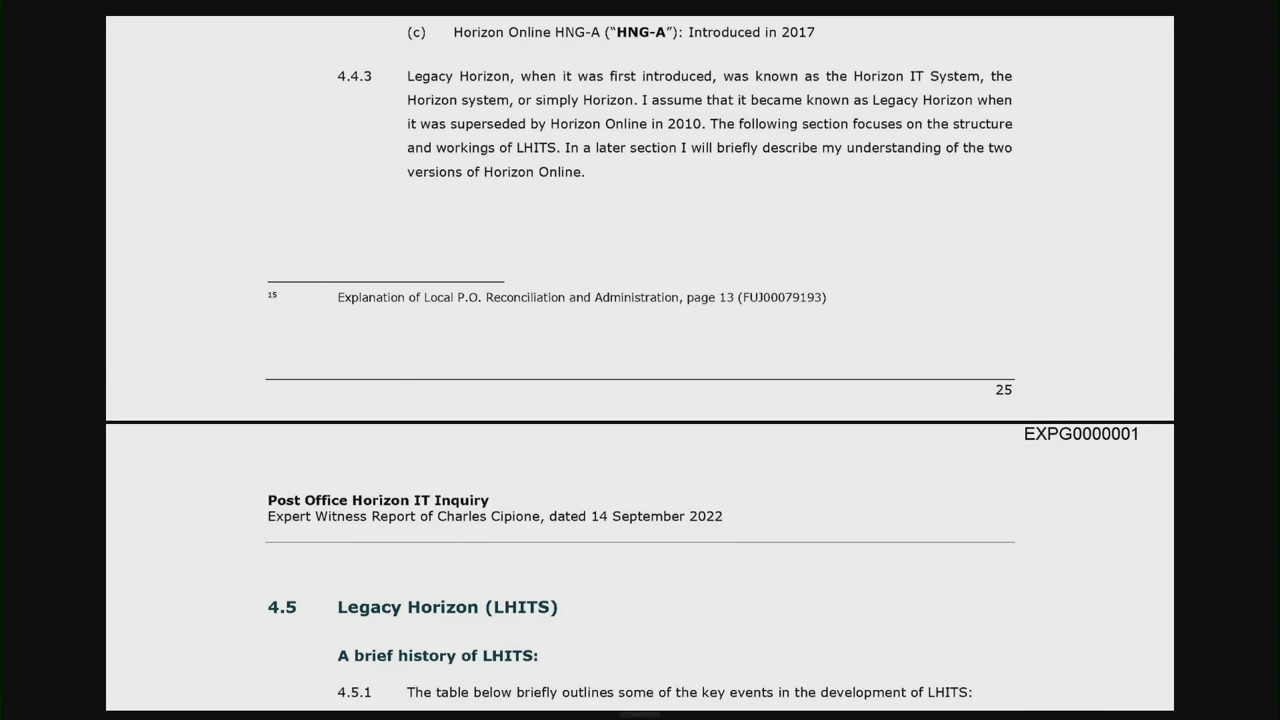 (c) Horizon Online HNG-A (“HNG-A”): Introduced in 2017
4.4.3 Legacy Horizon, when it was first introduced, was known as the Horizon IT System, the
Horizon system, or simply Horizon. I assume that it became known as Legacy Horizon when
it was superseded by Horizon Online in 2010. The following section focuses on the structure
and workings of LHITS. In a later section I will briefly describe my understanding of the two
versions of Horizon Online.
15 Explanation of Local P.O. Reconciliation and Administration, page 13 (FUJ00079193)
25
EXPG0000001
Post Office Horizon IT Inquiry
Expert Witness Report of Charles Cipione, dated 14 September 2022
4.5 Legacy Horizon (LHITS)
A brief history of LHITS:
4.5.1 The table below briefly outlines some of the key events in the development of LHITS: